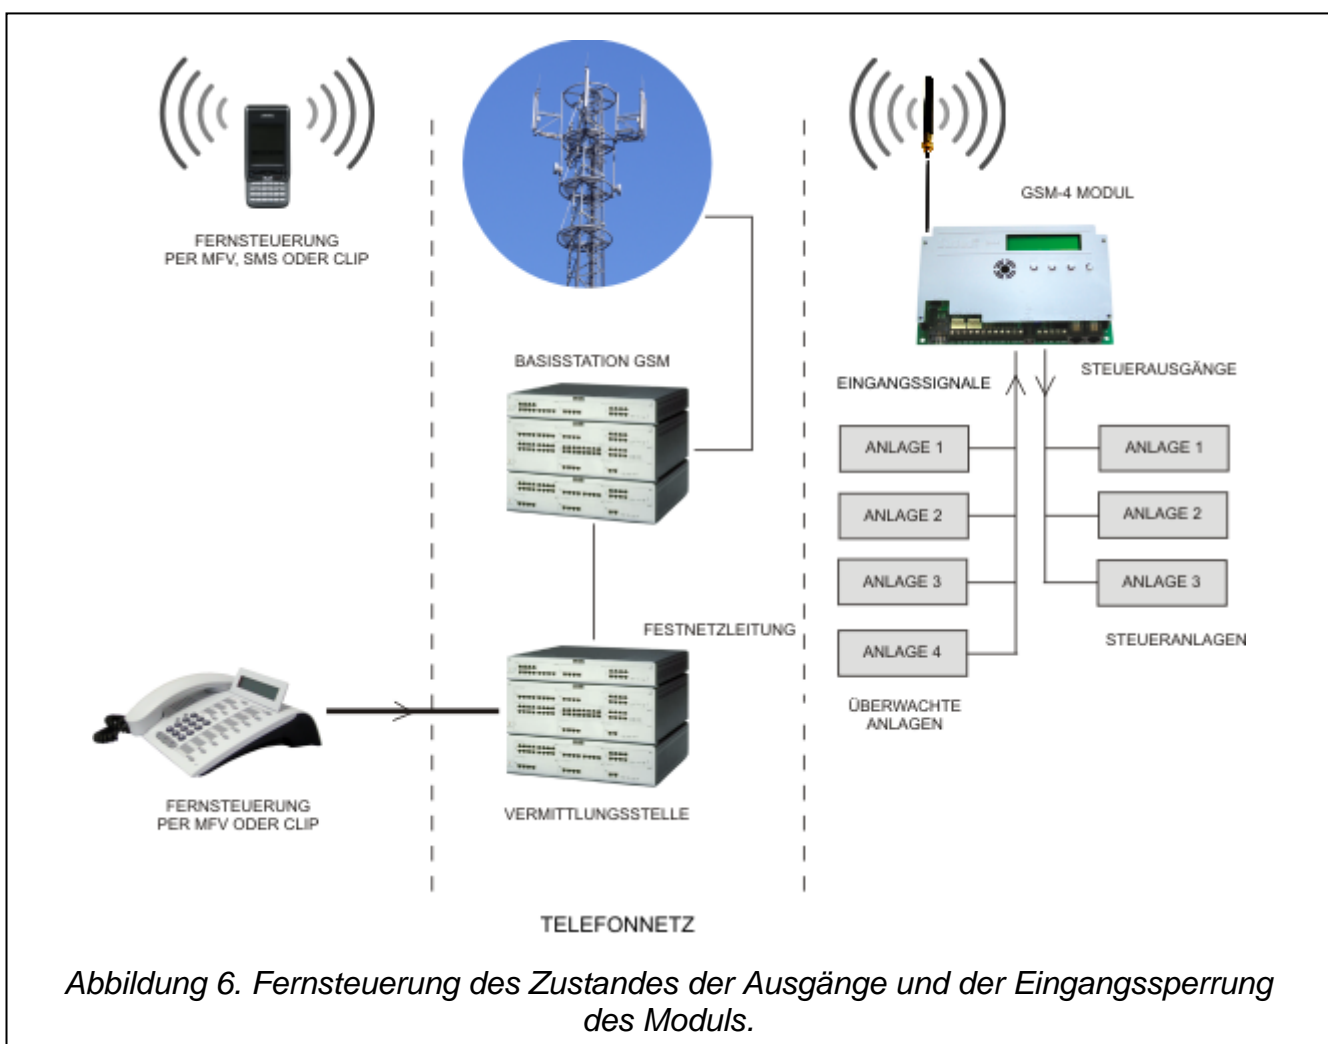 FERNSTEUERUNG
PER MFV, SMS ODER CLIP
BASISSTATION GSM
GSM-4 MODUL
EINGANGSSIGNALE
STEUERAUSGÄNGE
ANLAGE 1
ANLAGE 2
ANLAGE 3
ANLAGE 4
ÜBERWACHTE
ANLAGEN
ANLAGE 1
ANLAGE 2
ANLAGE 3
STEUERANLAGEN
FESTNETZLEITUNG
FERNSTEUERUNG
PER MFV ODER CLIP
VERMITTLUNGSSTELLE
TELEFONNETZ
Abbildung 6. Fernsteuerung des Zustandes der Ausgänge und der Eingangssperrung
des Moduls.